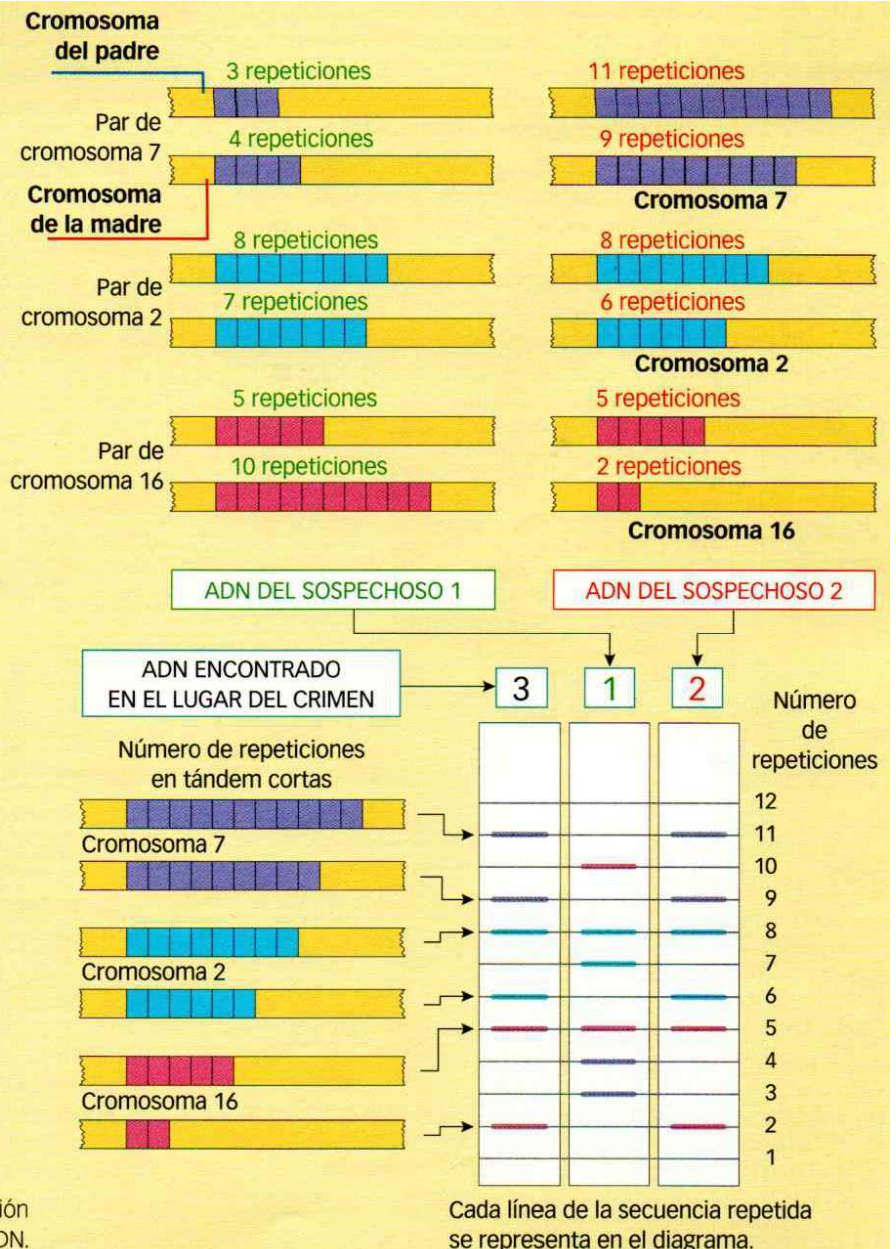 Cromosoma
del padre
3 repeticiones
11 repeticiones
Par de
cromosoma 7
4 repeticiones
9 repeticiones
Cromosoma
de la madre
Cromosoma 7
8 repeticiones
8 repeticiones
Par de
cromosoma 2
7 repeticiones
6 repeticiones
Cromosoma 2
5 repeticiones
5 repeticiones
Par de
cromosoma 16
10 repeticiones
2 repeticiones
Cromosoma 16
ADN DEL SOSPECHOSO 1
ADN DEL SOSPECHOSO 2
ADN ENCONTRADO
EN EL LUGAR DEL CRIMEN
3
1
2
Número
de
repeticiones
Número de repeticiones
en tándem cortas
Cromosoma 7
Cromosoma 2
Cromosoma 16
12
11
10
9
8
7
6
5
4
3
2
1
ión
DN.
Cada línea de la secuencia repetida
se representa en el diagrama.